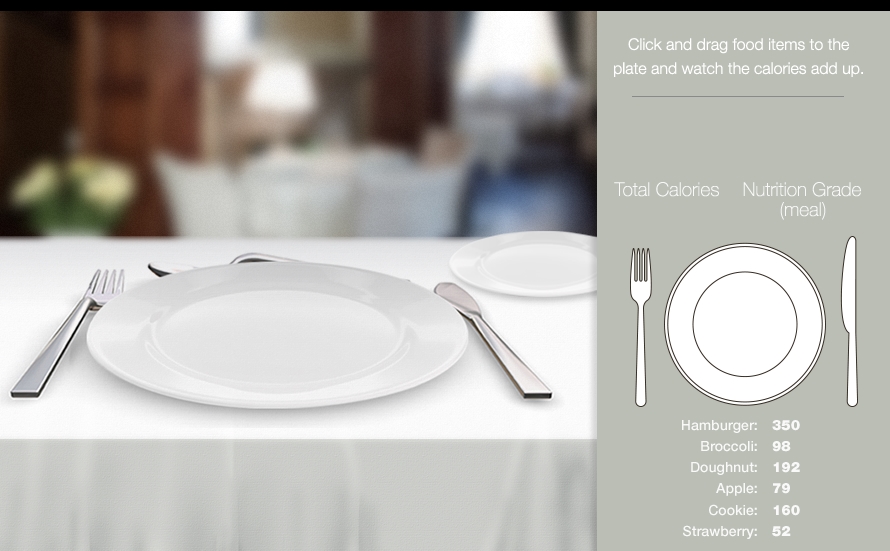 Click and drag food items to the
plate and watch the calories add up.
Total Calories
Nutrition Grade
(meal)
Hamburger: 350
Broccoli: 98
Doughnut: 192
Apple: 79
Cookie: 160
Strawberry: 52